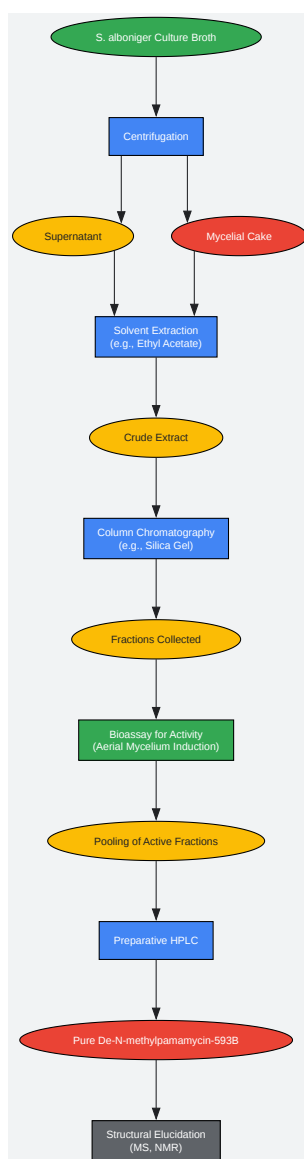 S. alboniger Culture Broth
Centrifugation
Supernatant
Mycelial Cake
Solvent Extraction
(e.g., Ethyl Acetate)
Crude Extract
Column Chromatography
(e.g., Silica Gel)
Fractions Collected
Bioassay for Activity
(Aerial Mycelium Induction)
Pooling of Active Fractions
Preparative HPLC
Pure De-N-methylpamamycin-593B
Structural Elucidation
(MS, NMR)